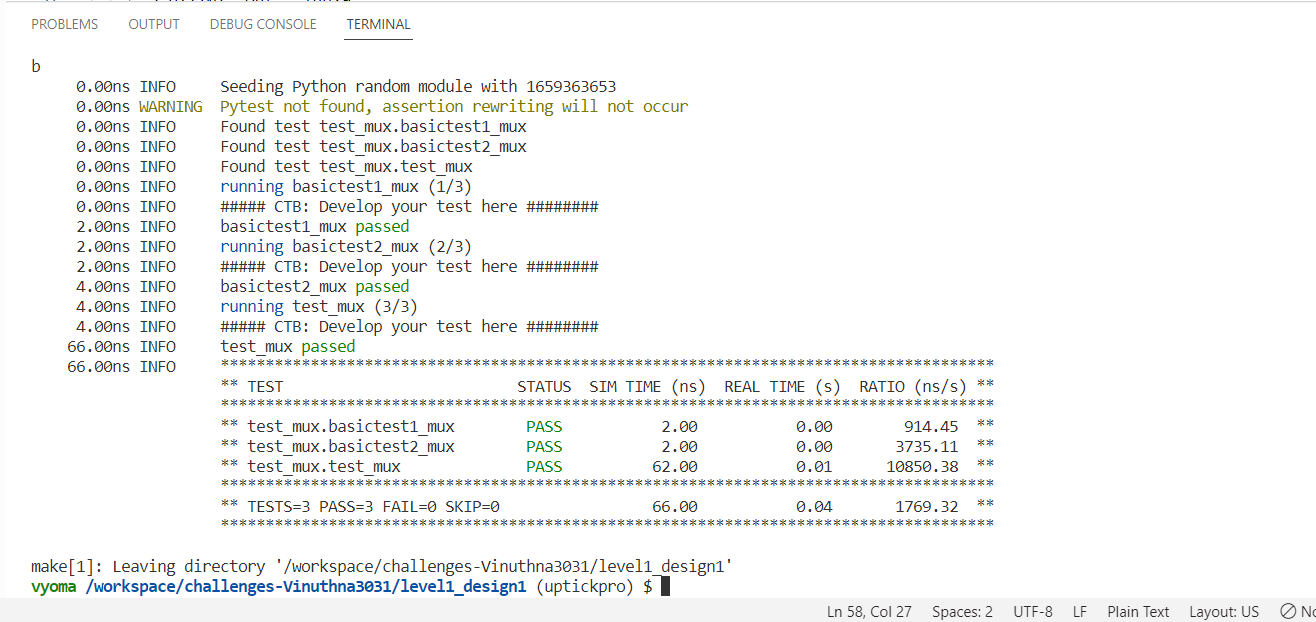 PROBLEMS OUTPUT DEBUG CONSOLE TERMINAL
b
0.00ns INFO Seeding Python random module with 1659363653
0.00ns WARNING Pytest not found, assertion rewriting will not occur
0.00ns INFO Found test test_mux.basictest1_mux
0.00ns INFO Found test test_mux.basictest2_mux
0.00ns INFO Found test test_mux.test_mux
0.00ns INFO running basictest1_mux (1/3)
0.00ns INFO ##### CTB: Develop your test here ########
2.00ns INFO basictest1_mux passed
2.00ns INFO running basictest2_mux (2/3)
2.00ns INFO ##### CTB: Develop your test here ########
4.00ns INFO basictest2_mux passed
4.00ns INFO running test_mux (3/3)
4.00ns INFO ##### CTB: Develop your test here ########
66.00ns INFO test_mux passed
66.00ns INFO **************************************************************************************
** TEST STATUS SIM TIME (ns) REAL TIME (s) RATIO (ns/s) **
**************************************************************************************
** test_mux.basictest1_mux PASS 2.00 0.00 914.45 **
** test_mux.basictest2_mux PASS 2.00 0.00 3735.11 **
** test_mux.test_mux PASS 62.00 0.01 10850.38 **
**************************************************************************************
** TESTS=3 PASS=3 FAIL=0 SKIP=0 66.00 0.04 1769.32 **
**************************************************************************************
make[1]: Leaving directory '/workspace/challenges-Vinuthna3031/level1_design1'
vyoma /workspace/challenges-Vinuthna3031/level1_design1 (uptickpro) $
Ln 58, Col 27 Spaces: 2 UTF-8 LF Plain Text Layout: US